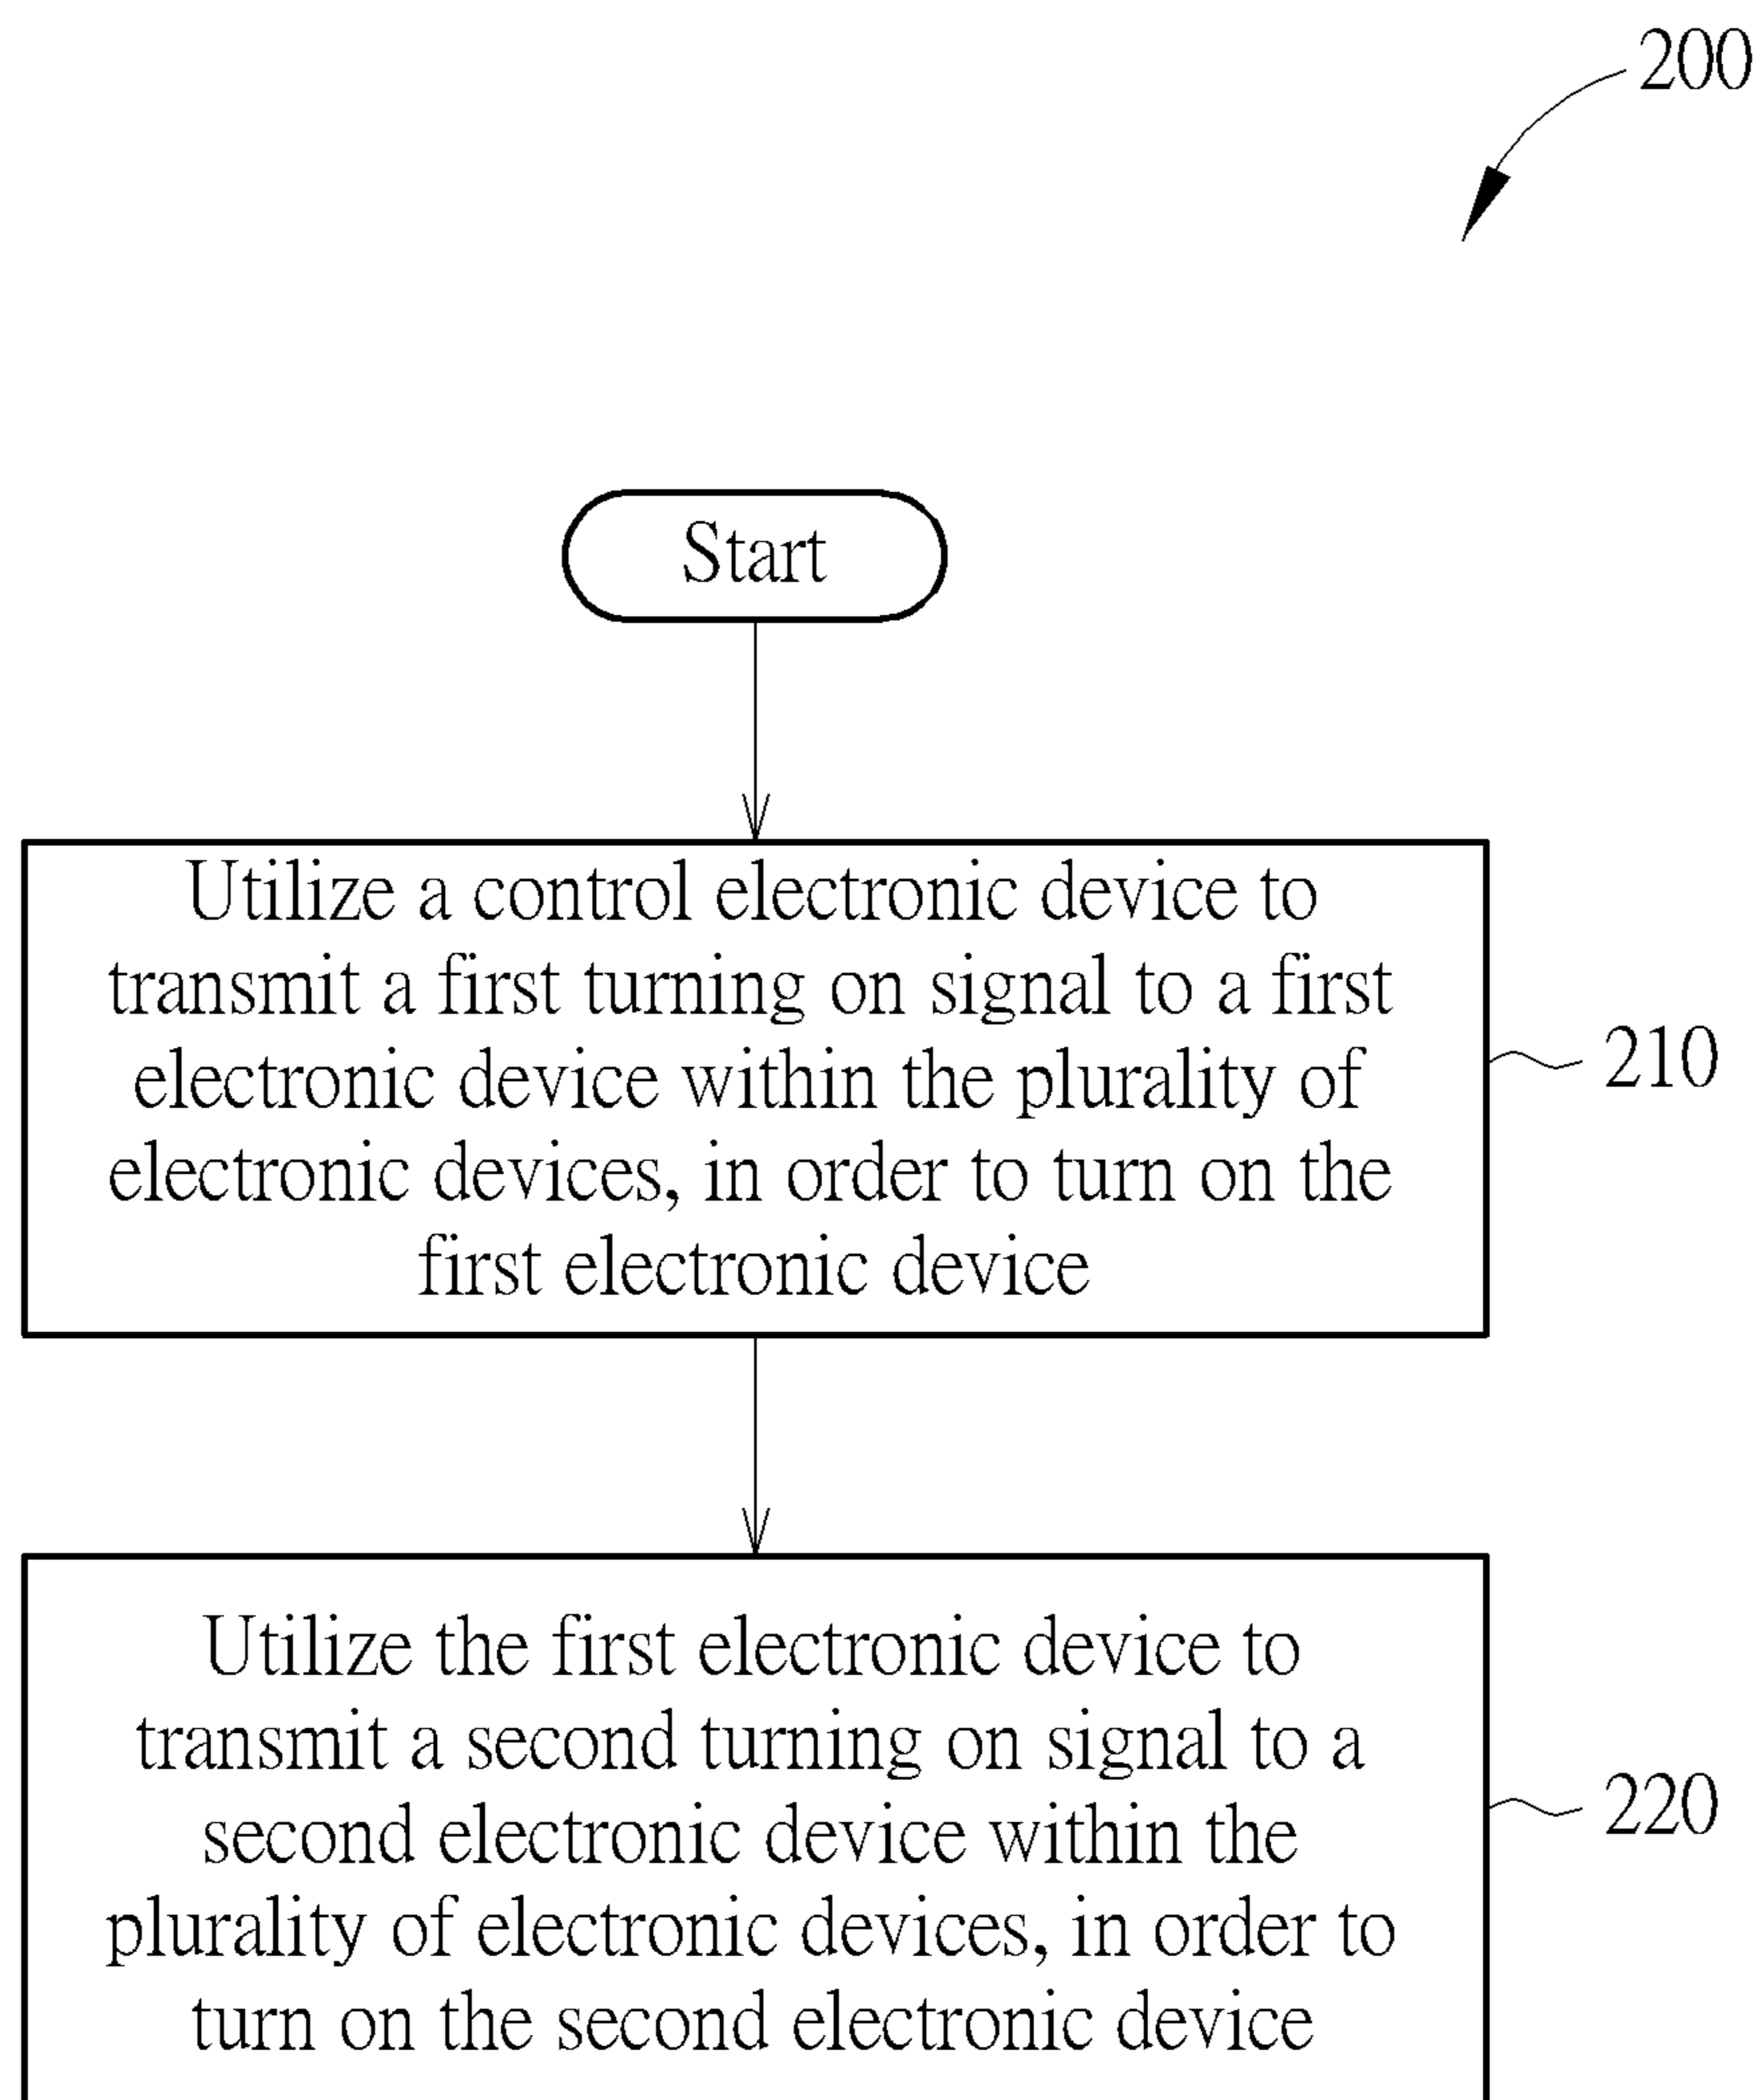 200
Start
Utilize a control electronic device to
transmit a first turning on signal to a first
electronic device within the plurality of
electronic devices, in order to turn on the
first electronic device
210
Utilize the first electronic device to
transmit a second turning on signal to a
second electronic device within the
plurality of electronic devices, in order to
turn on the second electronic device
220